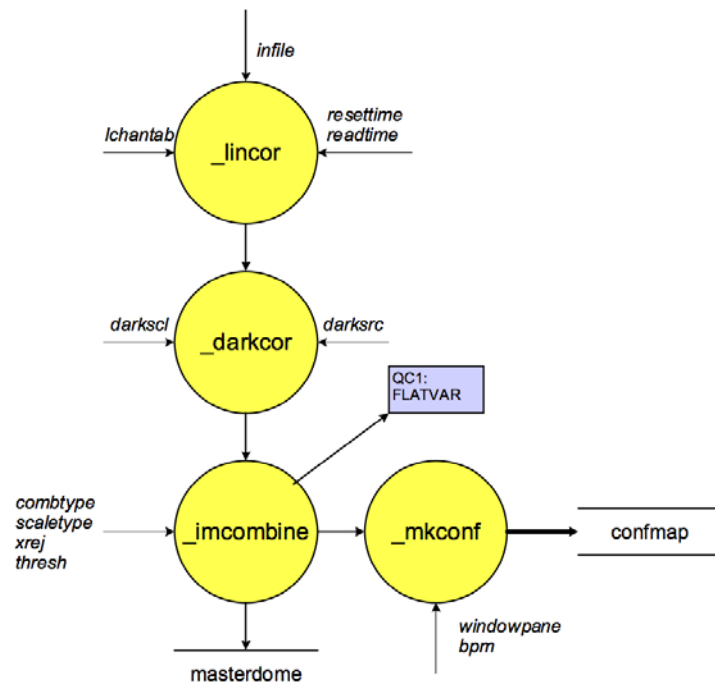 infile
lchantab
resettime
readtime
_lincor
darkscl
darksrc
_darkcor
QC1:
FLATVAR
combtype
scaletype
xrej
thresh
_imcombine
_mkconf
confmap
windowpane
bpm
masterdome